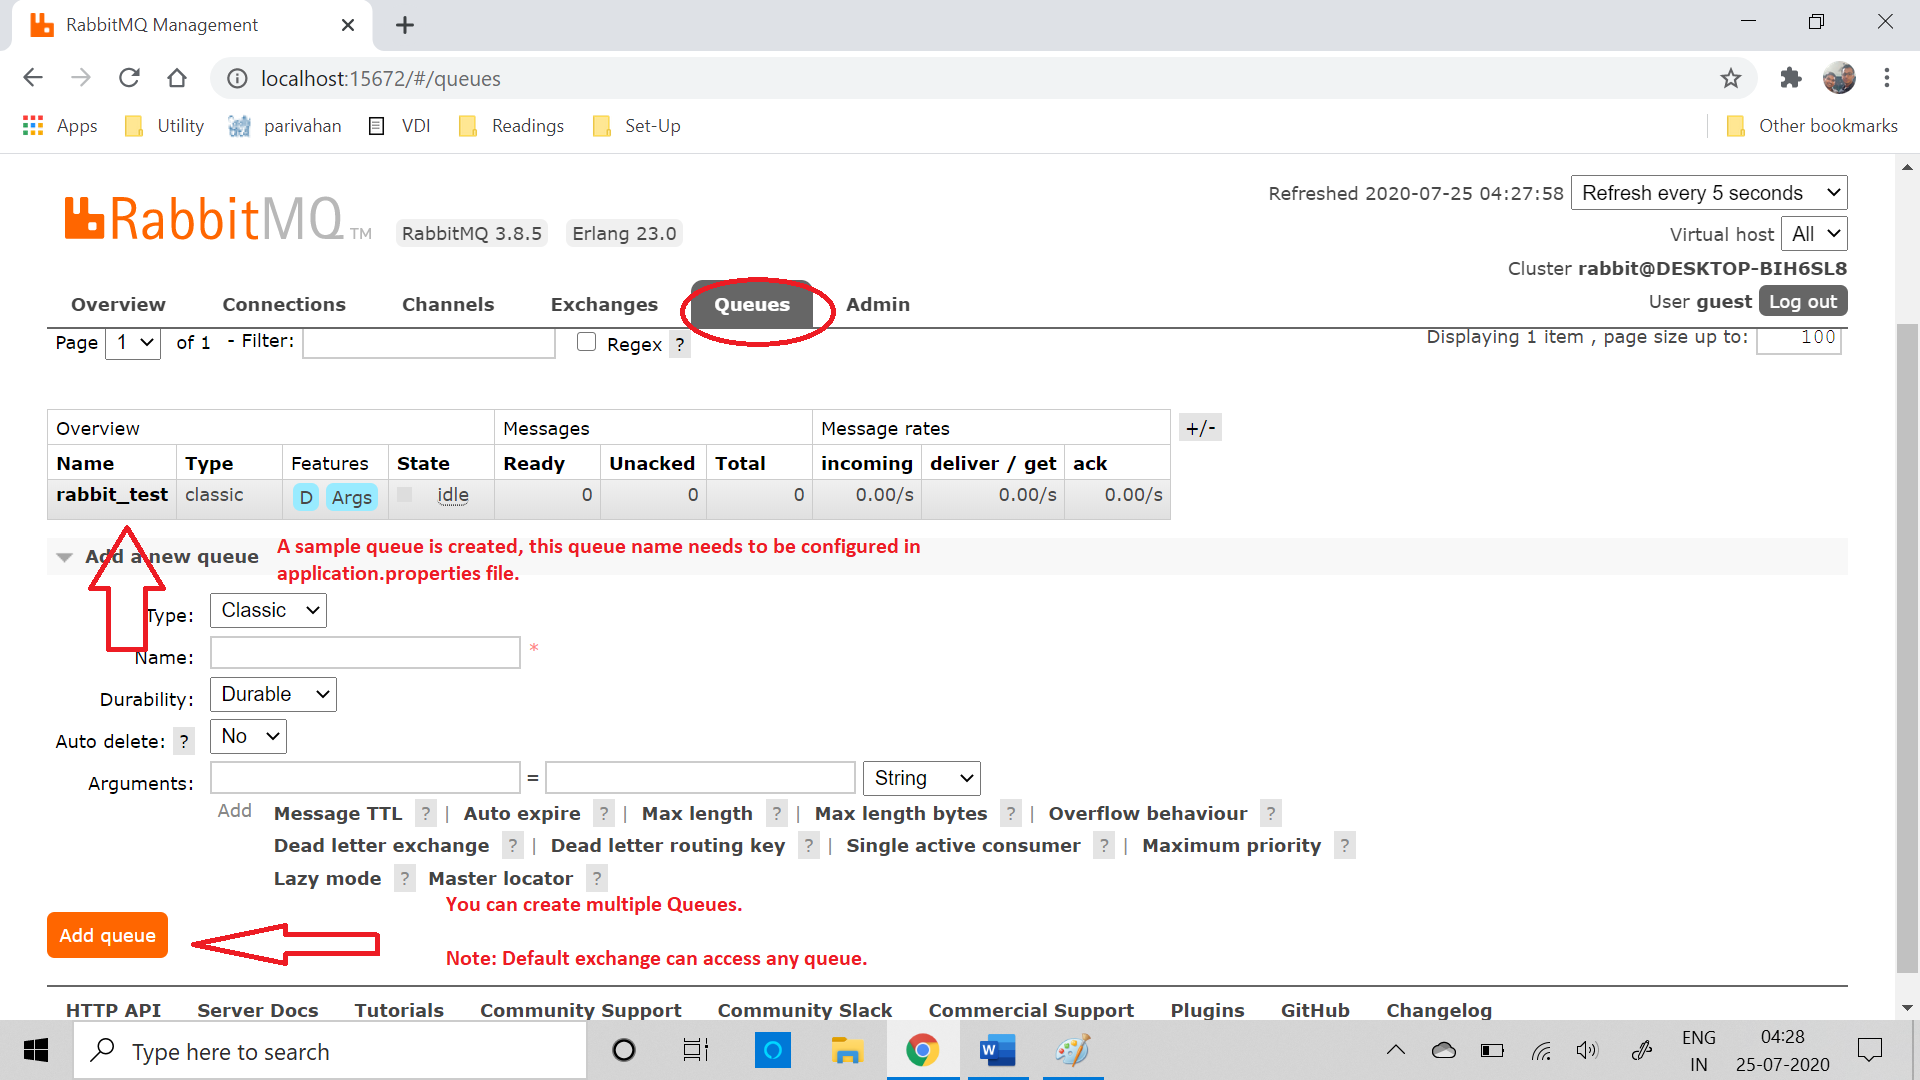 RabbitMQ Management
localhost:15672/#/queues
Apps Utility parivahan VDI Readings Set-Up Other bookmarks
Refreshed 2020-07-25 04:27:58 Refresh every 5 seconds
RabbitMQ TM RabbitMQ 3.8.5 Erlang 23.0
Virtual host All
Cluster rabbit@DESKTOP-BIH6SL8
User guest Log out
Overview Connections Channels Exchanges Queues Admin
Page 1 of 1 - Filter: Regex ? Displaying 1 item , page size up to: 100
Overview Messages Message rates +/-
Name Type Features State Ready Unacked Total incoming deliver / get ack
rabbit_test classic D Args idle 0 0 0 0.00/s 0.00/s 0.00/s
Add a new queue
A sample queue is created, this queue name needs to be configured in
application.properties file.
Type: Classic
Name: *
Durability: Durable
Auto delete: ? No
Arguments: = String
Add Message TTL ? | Auto expire ? | Max length ? | Max length bytes ? | Overflow behaviour ?
Dead letter exchange ? | Dead letter routing key ? | Single active consumer ? | Maximum priority ?
Lazy mode ? Master locator ?
You can create multiple Queues.
Add queue
Note: Default exchange can access any queue.
HTTP API Server Docs Tutorials Community Support Community Slack Commercial Support Plugins GitHub Changelog
Type here to search
ENG
IN
04:28
25-07-2020